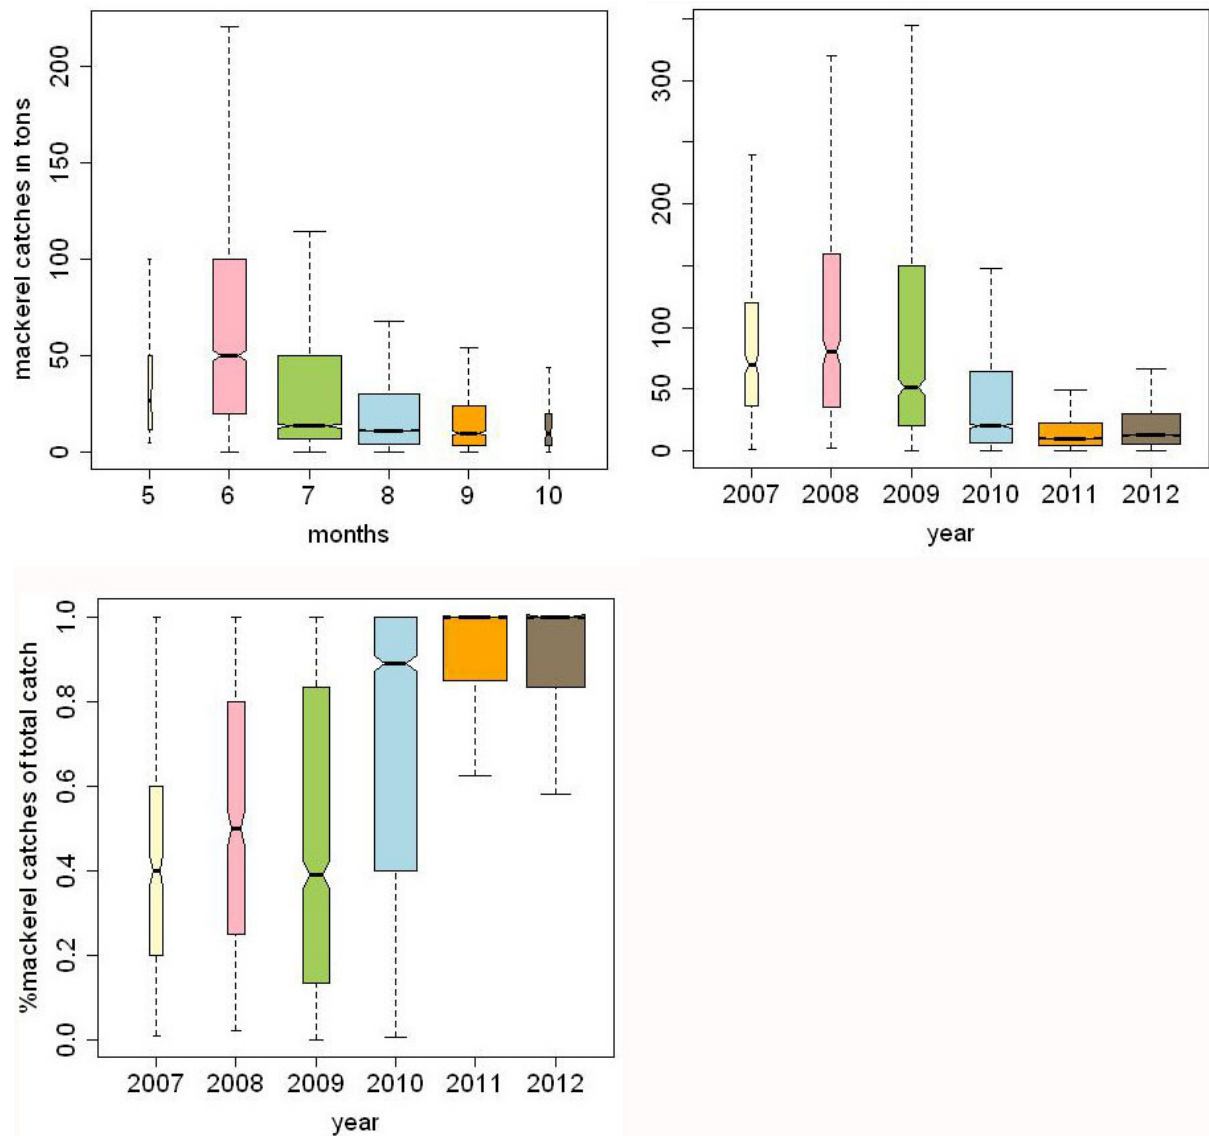 mackerel catches in tons
0 50 100 150 200
5 6 7 8 9 10
months
0 50 100 200 300
2007 2008 2009 2010 2011 2012
year
%mackerel catches of total catch
0.0 0.2 0.4 0.6 0.8 1.0
2007 2008 2009 2010 2011 2012
year